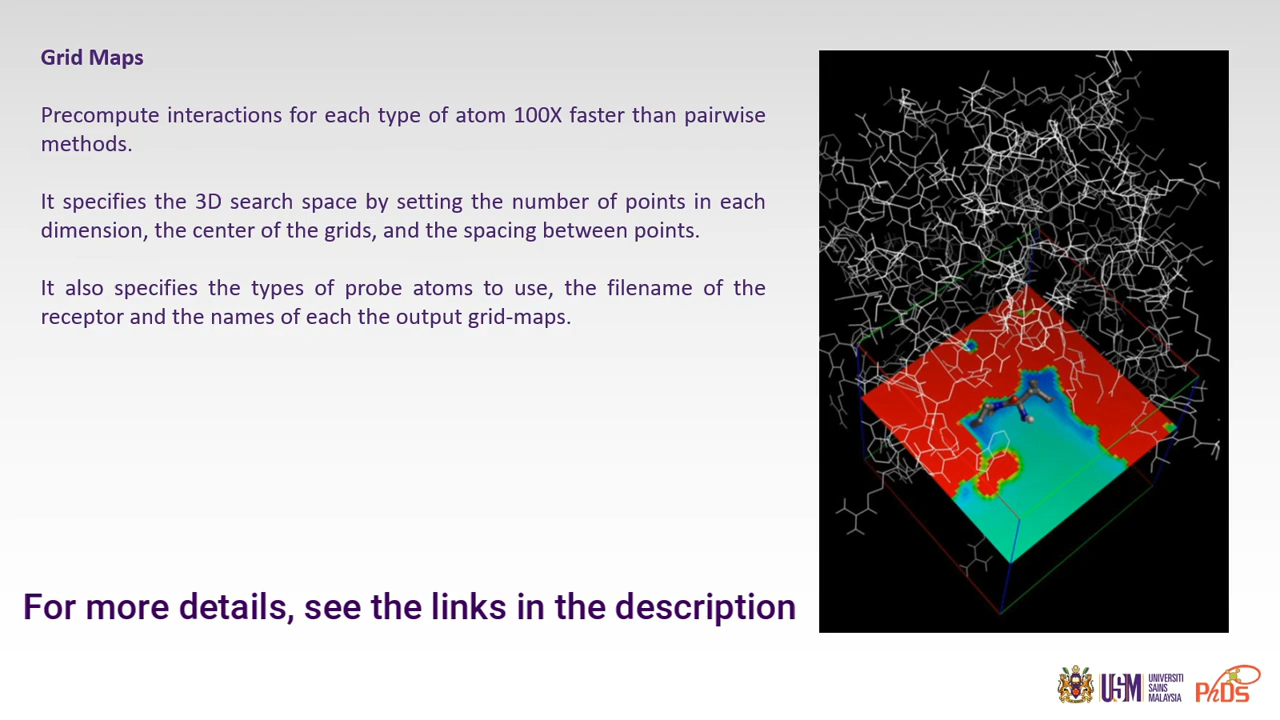 Grid Maps
Precompute interactions for each type of atom 100X faster than pairwise
methods.
It specifies the 3D search space by setting the number of points in each
dimension, the center of the grids, and the spacing between points.
It also specifies the types of probe atoms to use, the filename of the
receptor and the names of each the output grid-maps.
For more details, see the links in the description
USM
UNIVERSITI
SAINS
MALAYSIA
PhDS